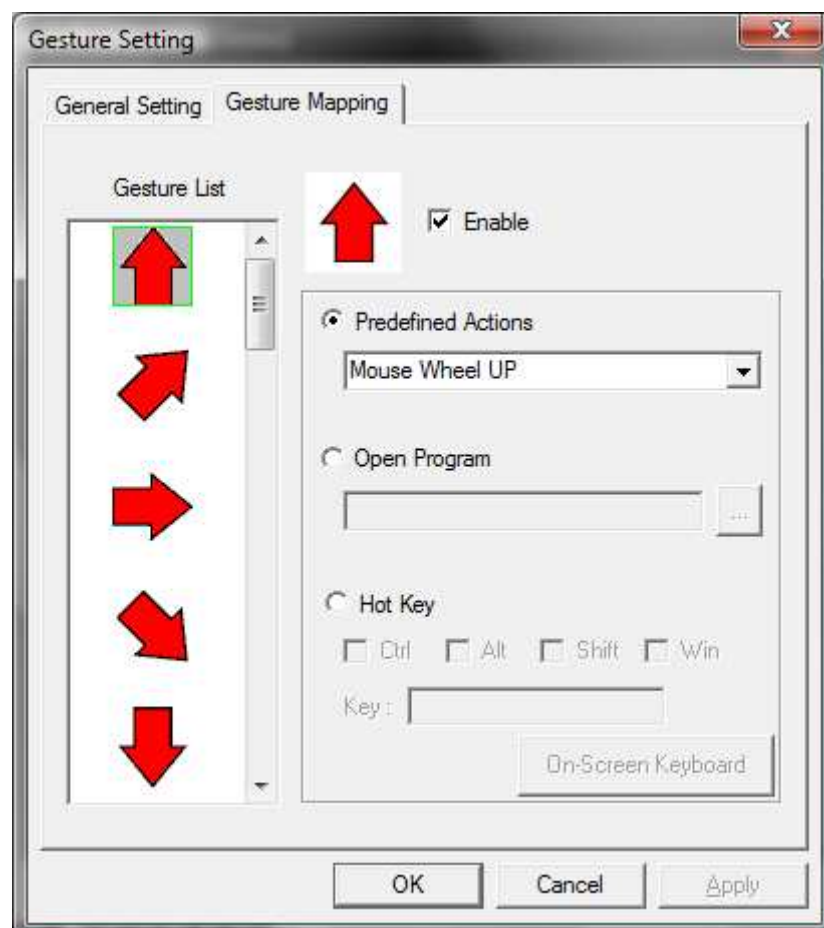 Gesture Setting
General Setting
Gesture Mapping
Gesture List
Enable
Predefined Actions
Mouse Wheel UP
Open Program
...
Hot Key
Ctrl Alt Shift Win
Key :
On-Screen Keyboard
OK Cancel Apply